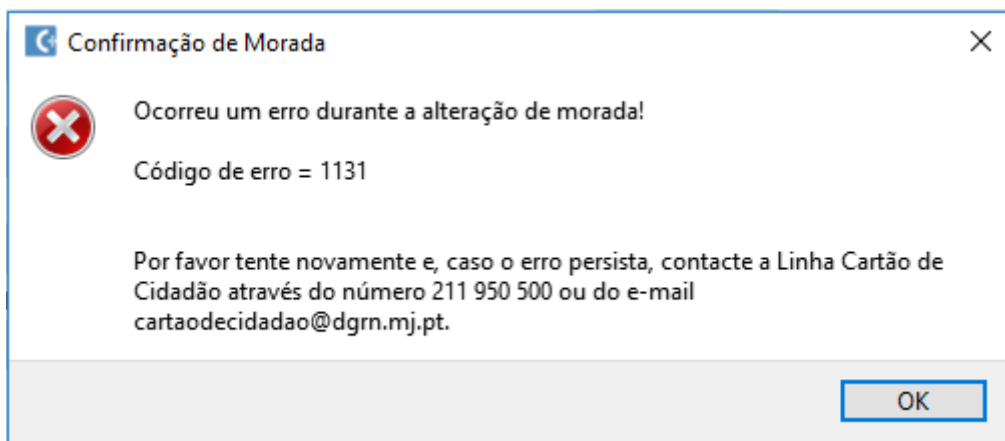 Confirmação de Morada
Ocorreu um erro durante a alteração de morada!
Código de erro = 1131
Por favor tente novamente e, caso o erro persista, contacte a Linha Cartão de
Cidadão através do número 211 950 500 ou do e-mail
cartaodecidadao@dgrn.mj.pt.
OK